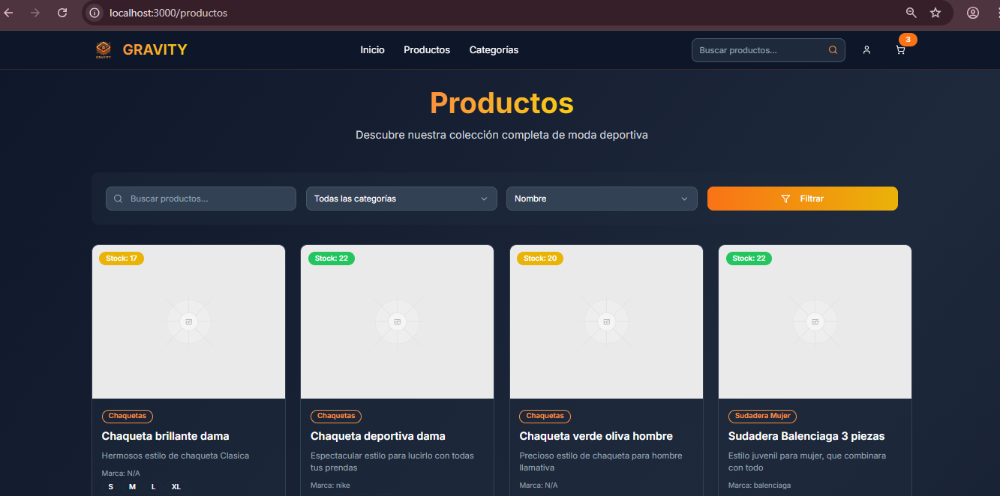 localhost:3000/productos
3
GRAVITY
GRAVITY Inicio Productos Categorías Buscar productos...
Productos
Descubre nuestra colección completa de moda deportiva
Buscar productos... Todas las categorías Nombre Filtrar
Stock: 17 Stock: 22 Stock: 20 Stock: 22
Chaquetas Chaquetas Chaquetas Sudadera Mujer
Chaqueta brillante dama Chaqueta deportiva dama Chaqueta verde oliva hombre Sudadera Balenciaga 3 piezas
Hermosos estilo de chaqueta Clasica
Espectacular estilo para lucirlo con todas
tus prendas
Precioso estilo de chaqueta para hombre
llamativa
Estilo juvenil para mujer, que combinara
con todo
Marca: N/A
Marca: nike Marca: N/A Marca: balenciaga
S M L XL